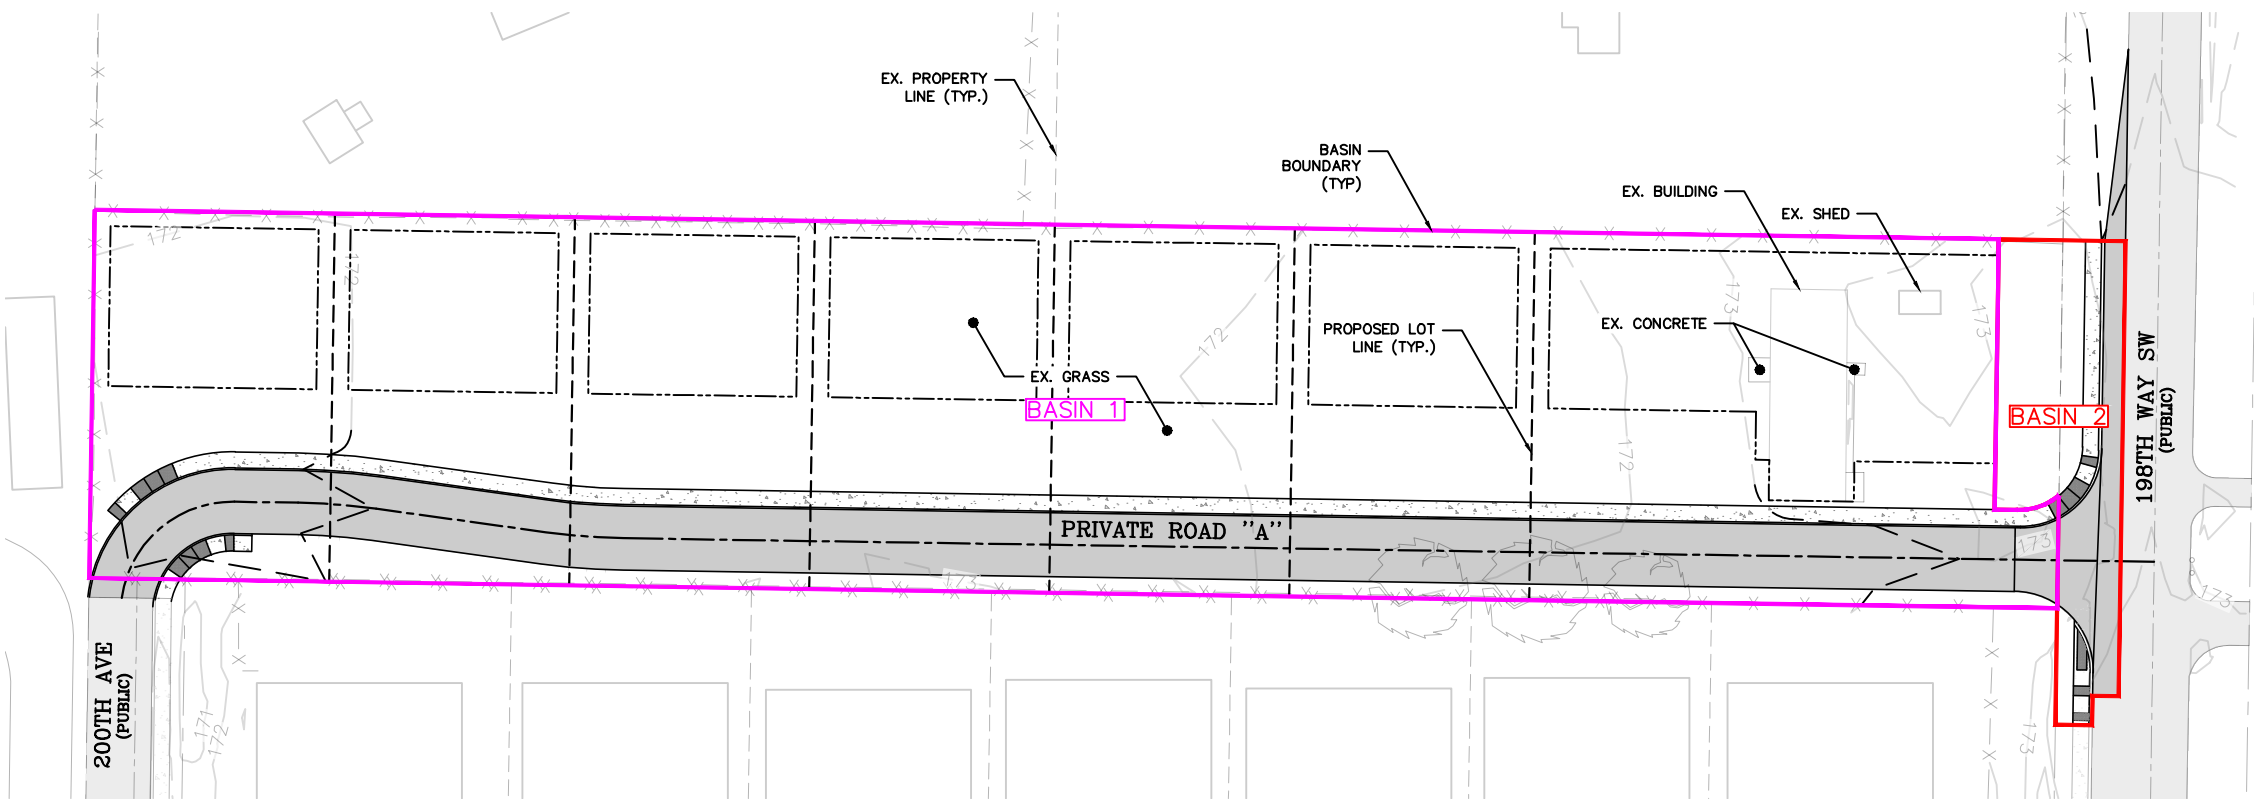 EX. PROPERTY
LINE (TYP.)
BASIN
BOUNDARY
(TYP)
EX. BUILDING
EX. SHED
172
172
173
173
172
PROPOSED LOT
LINE (TYP.)
EX. CONCRETE
EX. GRASS
BASIN 1
BASIN 2
172
198TH WAY SW
(PUBLIC)
PRIVATE ROAD "A"
173
173
173
200TH AVE
(PUBLIC)
171
172
173